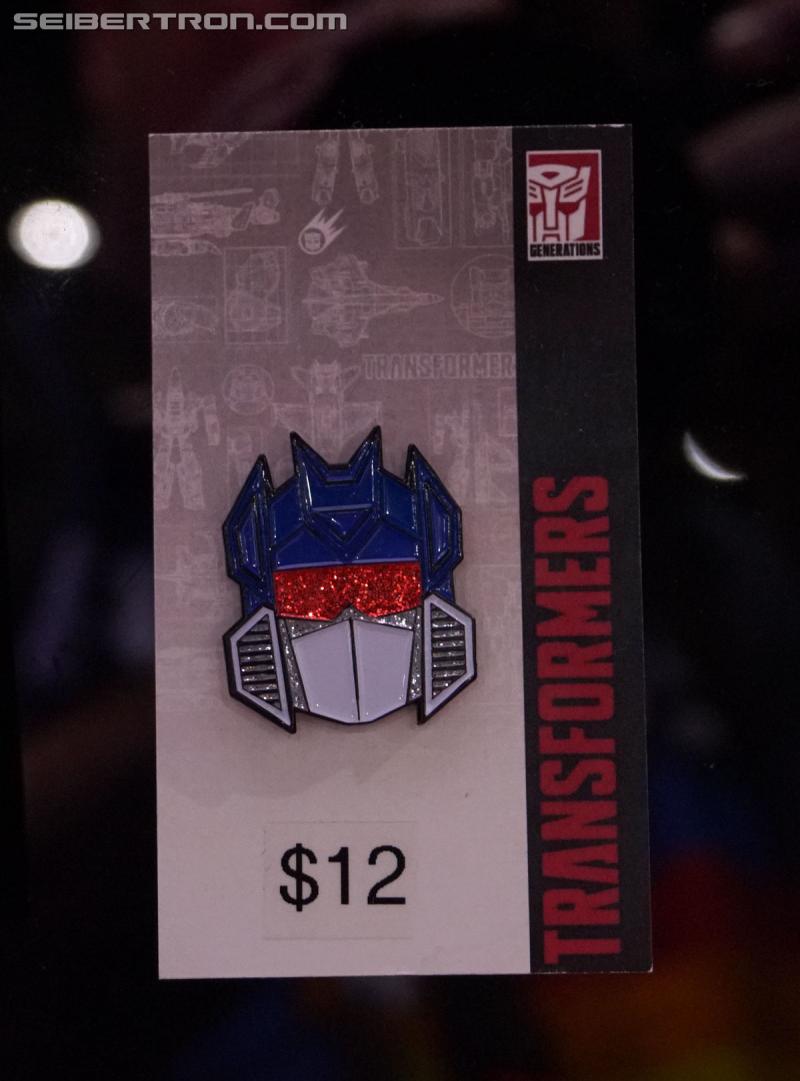 SEIBERTRON.COM
GENERATIONS
TRANSFORMERS
TRANSFORMERS
$12